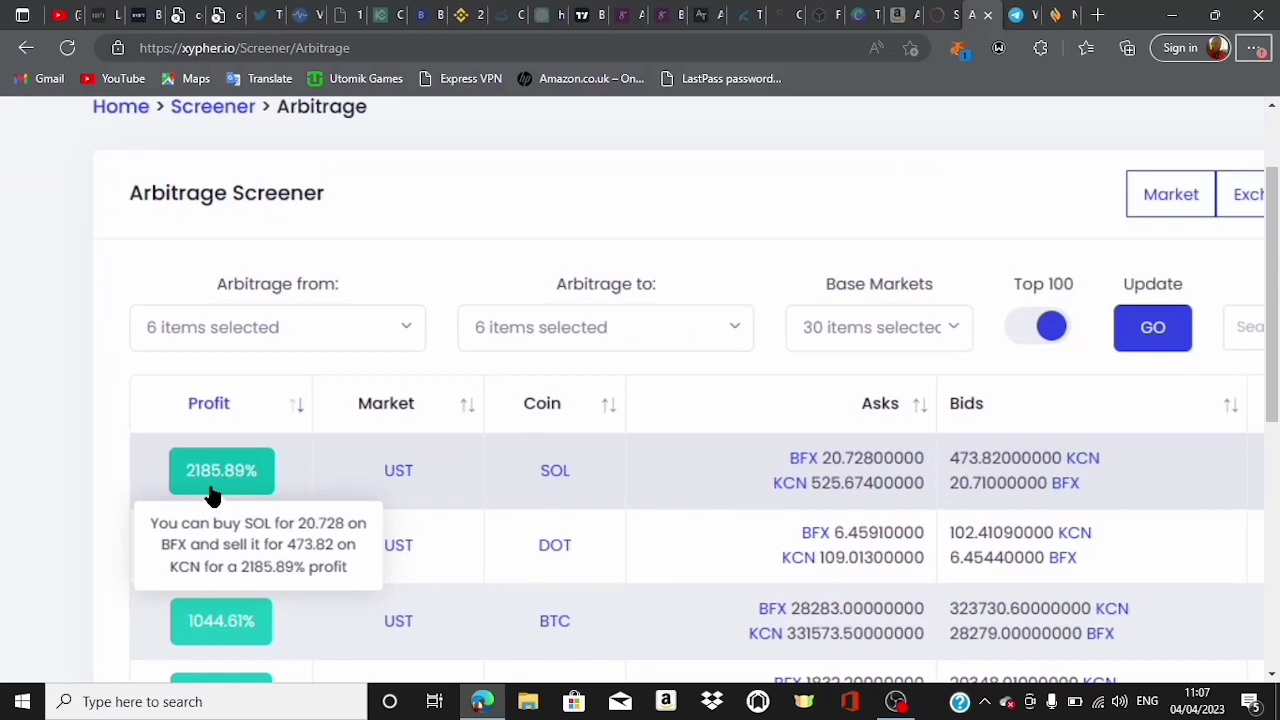 https://xypher.io/Screener/Arbitrage
Sign in
Gmail YouTube Maps Translate Utomik Games Express VPN Amazon.co.uk – On... LastPass password...
Home > Screener > Arbitrage
Arbitrage Screener
Market
Exch
Arbitrage from: Arbitrage to: Base Markets Top 100 Update
6 items selected 6 items selected 30 items selected GO Sea
Profit Market Coin Asks Bids
2185.89% UST SOL BFX 20.72800000 473.82000000 KCN
KCN 525.67400000 20.71000000 BFX
You can buy SOL for 20.728 on
BFX and sell it for 473.82 on
KCN for a 2185.89% profit
UST DOT BFX 6.45910000 102.41090000 KCN
KCN 109.01300000 6.45440000 BFX
1044.61% UST BTC BFX 28283.00000000 323730.60000000 KCN
KCN 331573.50000000 28279.00000000 BFX
Type here to search
ENG
11:07
04/04/2023
5